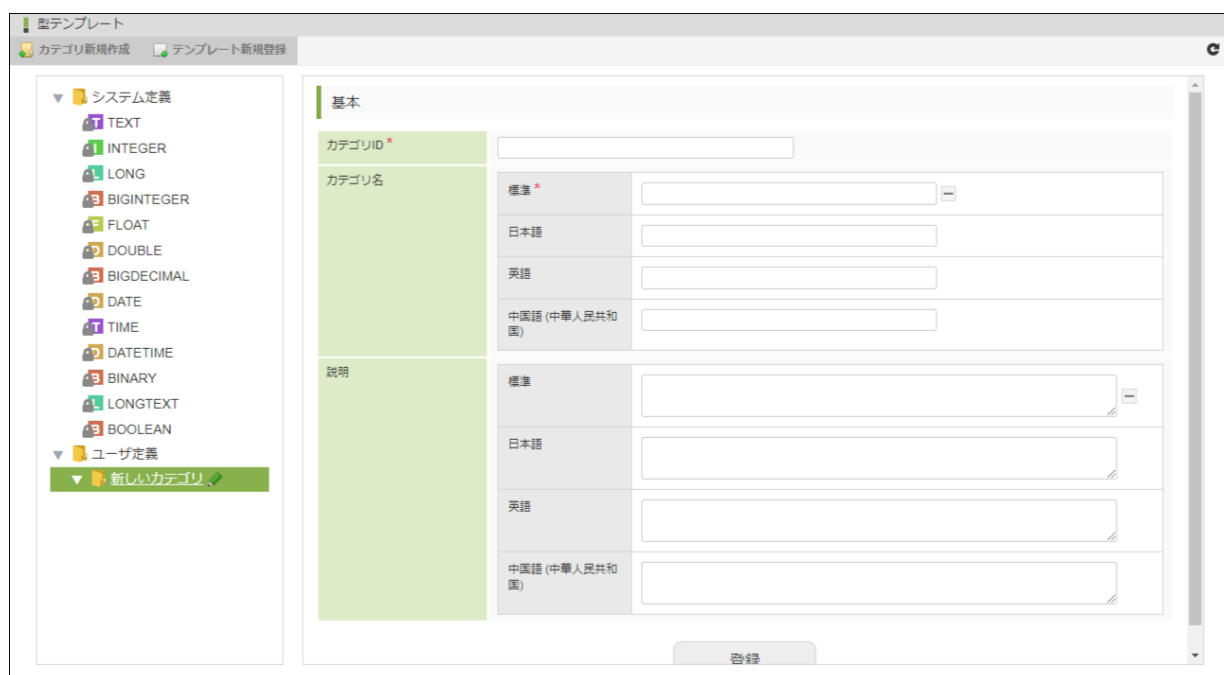 型テンプレート
カテゴリ新規作成 テンプレート新規登録
システム定義
TEXT
INTEGER
LONG
BIGINTEGER
FLOAT
DOUBLE
BIGDECIMAL
DATE
TIME
DATETIME
BINARY
LONGTEXT
BOOLEAN
ユーザ定義
新しいカテゴリ
基本
カテゴリID *
カテゴリ名
標準 *
日本語
英語
中国語 (中華人民共和
国)
説明
標準
日本語
英語
中国語 (中華人民共和
国)
登録